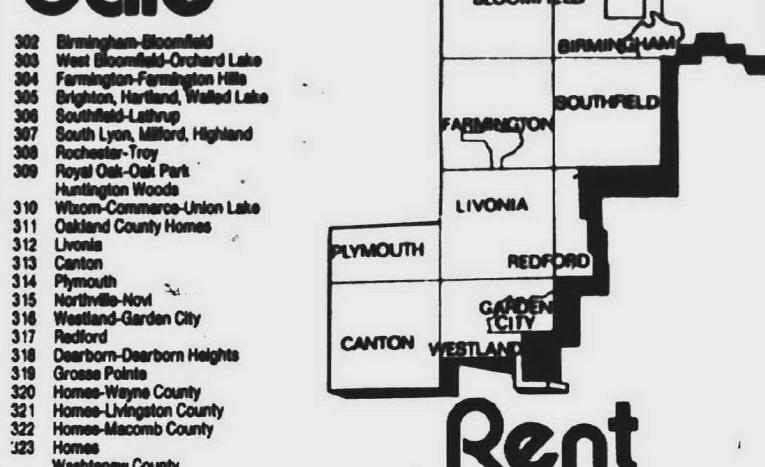 302 Birmingham-Bloomfield
303 West Bloomfield-Orchard Lake
304 Farmington-Farmington Hills
305 Brighton, Hartland, Walled Lake
306 Southfield-Lathrup
307 South Lyon, Milford, Highland
308 Rochester-Troy
309 Royal Oak-Oak Park
Huntington Woods
310 Wixom-Commerce-Union Lake
311 Oakland County Homes
312 Livonia
313 Canton
314 Plymouth
315 Northville-Novi
316 Westland-Garden City
317 Redford
318 Dearborn-Dearborn Heights
319 Grosse Pointe
320 Homes-Wayne County
321 Homes-Livingston County
322 Homes-Macomb County
323 Homes
Washtenaw County
BLOOMFIELD
BIRMINGHAM
SOUTHFIELD
FARMINGTON
LIVONIA
PLYMOUTH
REDFORD
GARDEN
CITY
CANTON
WESTLAND
Rent